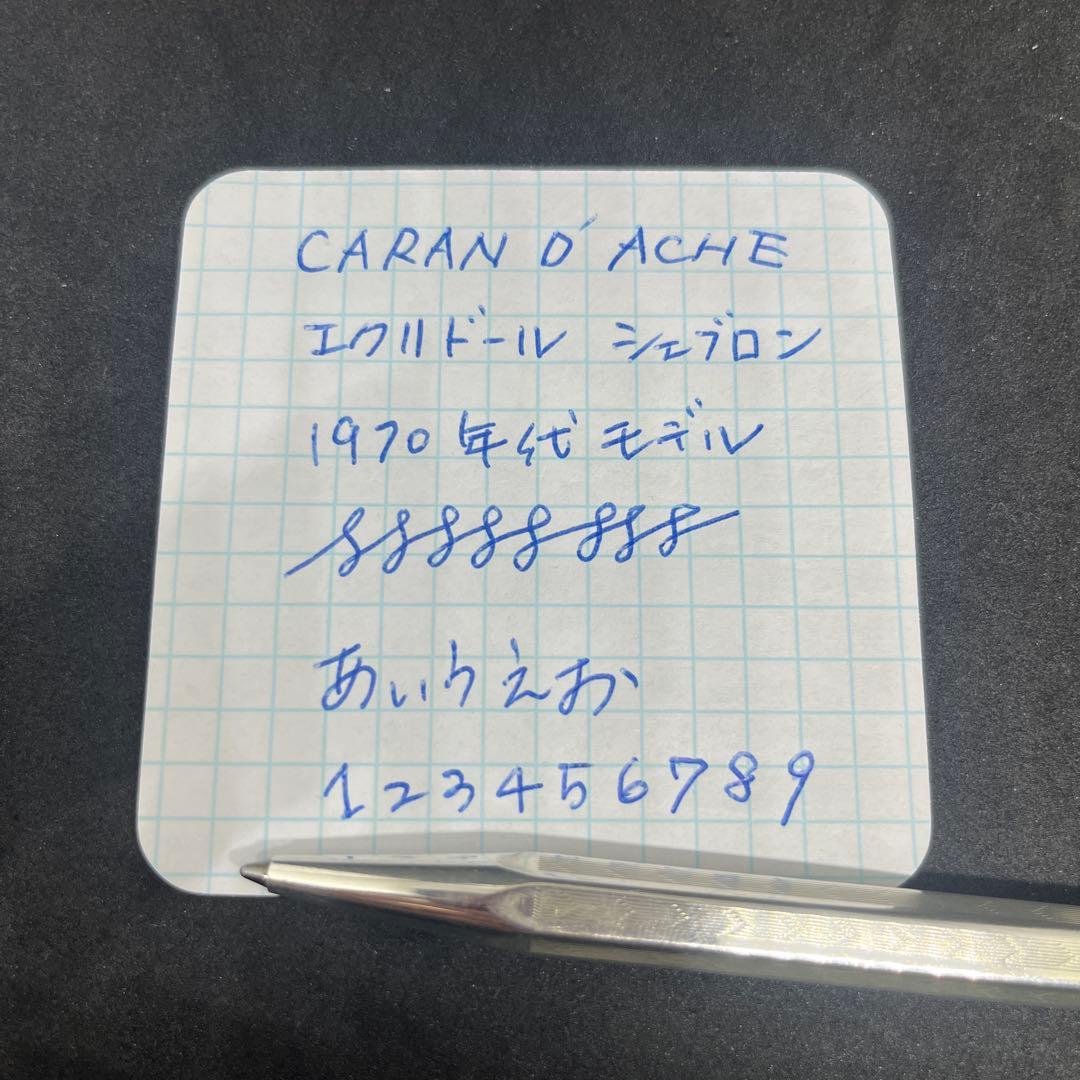 CARAN D'ACHE
エクリドール シェブロン
1970年代モデル
あいうえお
123456789